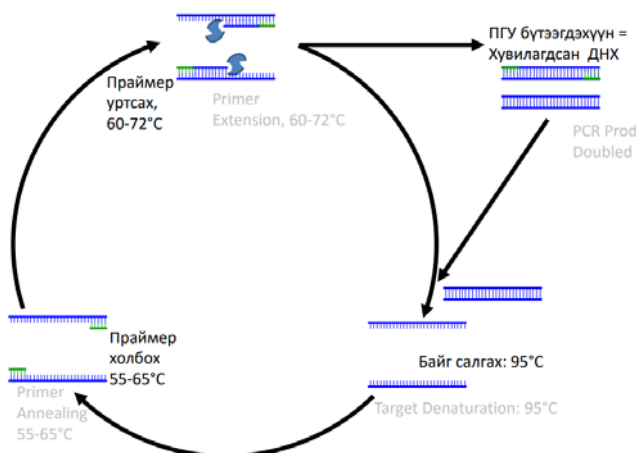 Праймер
уртсах,
60-72°C
Primer
Extension, 60-72°C
ПГУ бүтээгдэхүүн =
Хувилагдсан ДНХ
PCR Prod
Doubled
Праймер
холбох
55-65°C
Primer
Annealing
55-65°C
Байг салгах: 95°C
Target Denaturation: 95°C